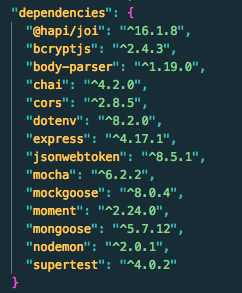 "dependencies": {
"@hapi/joi": "^16.1.8",
"bcryptjs": "^2.4.3",
"body-parser": "^1.19.0",
"chai": "^4.2.0",
"cors": "^2.8.5",
"dotenv": "^8.2.0",
"express": "^4.17.1",
"jsonwebtoken": "^8.5.1",
"mocha": "^6.2.2",
"mockgoose": "^8.0.4",
"moment": "^2.24.0",
"mongoose": "^5.7.12",
"nodemon": "^2.0.1",
"supertest": "^4.0.2"
}